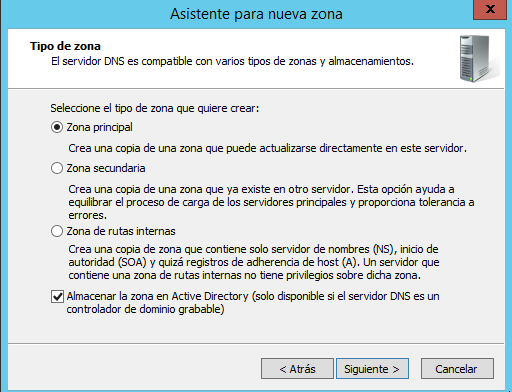 Asistente para nueva zona
x
Tipo de zona
El servidor DNS es compatible con varios tipos de zonas y almacenamientos.
Seleccione el tipo de zona que quiere crear:
Zona principal
Crea una copia de una zona que puede actualizarse directamente en este servidor.
Zona secundaria
Crea una copia de una zona que ya existe en otro servidor. Esta opción ayuda a
equilibrar el proceso de carga de los servidores principales y proporciona tolerancia a
errores.
Zona de rutas internas
Crea una copia de zona que contiene solo servidor de nombres (NS), inicio de
autoridad (SOA) y quizá registros de adherencia de host (A). Un servidor que
contiene una zona de rutas internas no tiene privilegios sobre dicha zona.
Almacenar la zona en Active Directory (solo disponible si el servidor DNS es un
controlador de dominio grabable)
< Atrás
Siguiente >
Cancelar